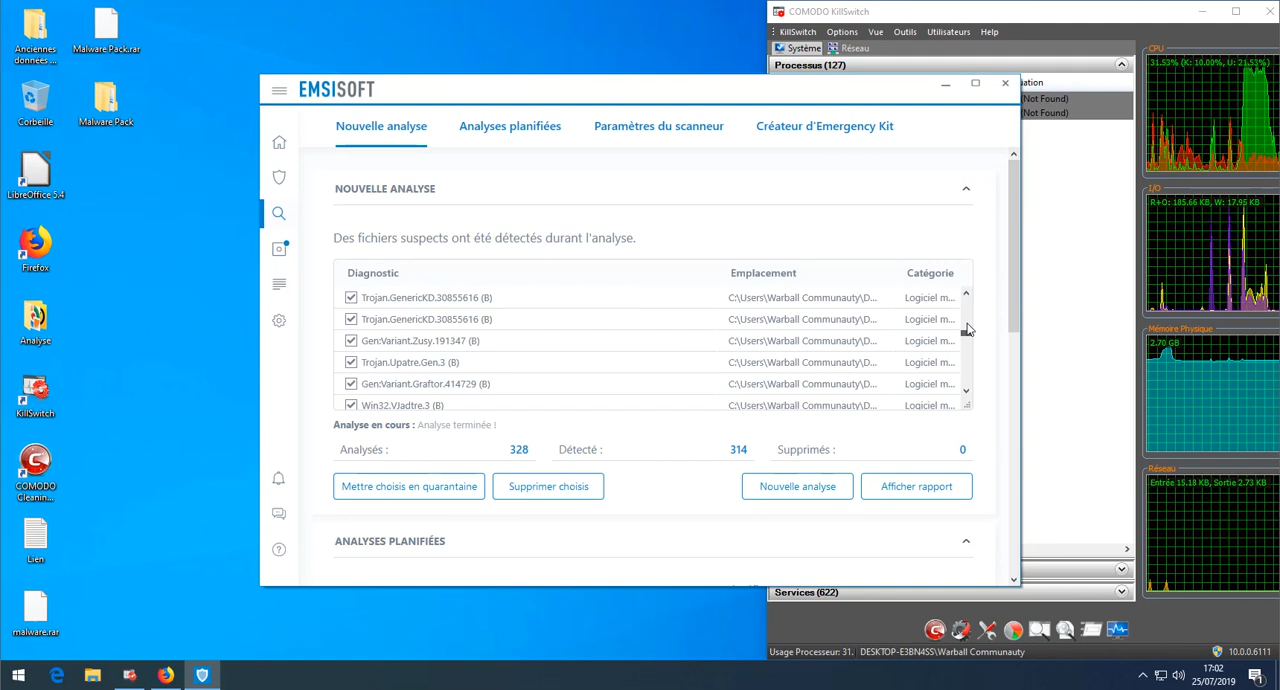 Anciennes
données ...
Malware Pack.rar
Corbeille
Malware Pack
LibreOffice 5.4
Firefox
Analyse
KillSwitch
COMODO
Cleanin...
Lien
malware.rar
COMODO KillSwitch
KillSwitch Options Vue Outils Utilisateurs Help
Système Réseau
Processus (127)
(Not Found)
(Not Found)
Services (622)
Usage Processeur: 31. DESKTOP-E3BN4SS\Warball Communauty 10.0.0.6111
CPU
31.53% (K: 10.00%, U: 21.53%)
I/O
R+O: 185.66 KB, W: 17.95 KB
Mémoire Physique
2.70 GB
Réseau
Entrée 15.18 KB, Sortie 2.73 KB
EMSISOFT
Nouvelle analyse Analyses planifiées Paramètres du scanneur Créateur d'Emergency Kit
NOUVELLE ANALYSE
Des fichiers suspects ont été détectés durant l'analyse.
Diagnostic Emplacement Catégorie
Trojan.GenericKD.30855616 (B) C:\Users\Warball Communauty\D... Logiciel m...
Trojan.GenericKD.30855616 (B) C:\Users\Warball Communauty\D... Logiciel m...
Gen:Variant.Zusy.191347 (B) C:\Users\Warball Communauty\D... Logiciel m...
Trojan.Upatre.Gen.3 (B) C:\Users\Warball Communauty\D... Logiciel m...
Gen:Variant.Graftor.414729 (B) C:\Users\Warball Communauty\D... Logiciel m...
Win32.VJadtre.3 (B) C:\Users\Warball Communauty\D... Logiciel m...
Analyse en cours : Analyse terminée !
Analysés : 328 Détecté : 314 Supprimés : 0
Mettre choisis en quarantaine Supprimer choisis Nouvelle analyse Afficher rapport
ANALYSES PLANIFIÉES
17:02
25/07/2019
1